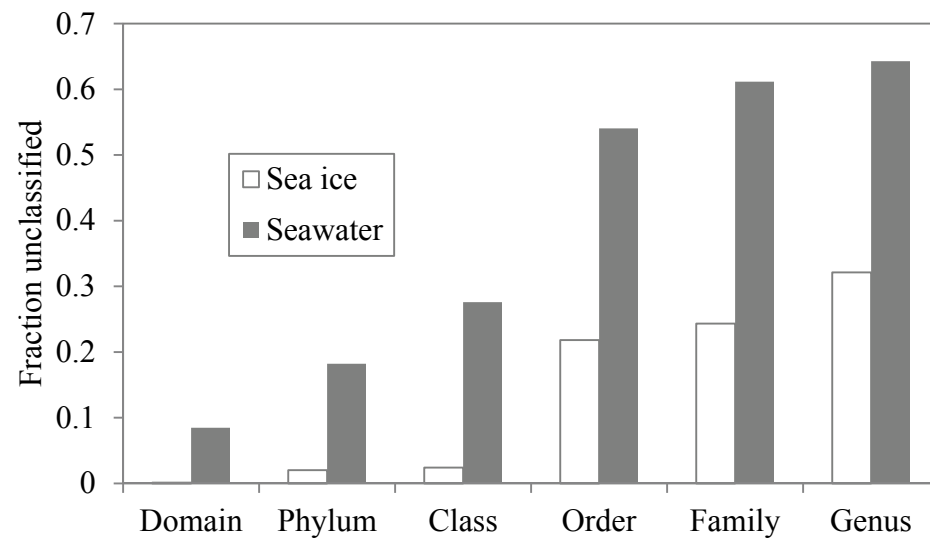 0.7
0.6
0.5
0.4
0.3
0.2
0.1
0
Fraction unclassified
Sea ice
Seawater
Domain Phylum Class Order Family Genus